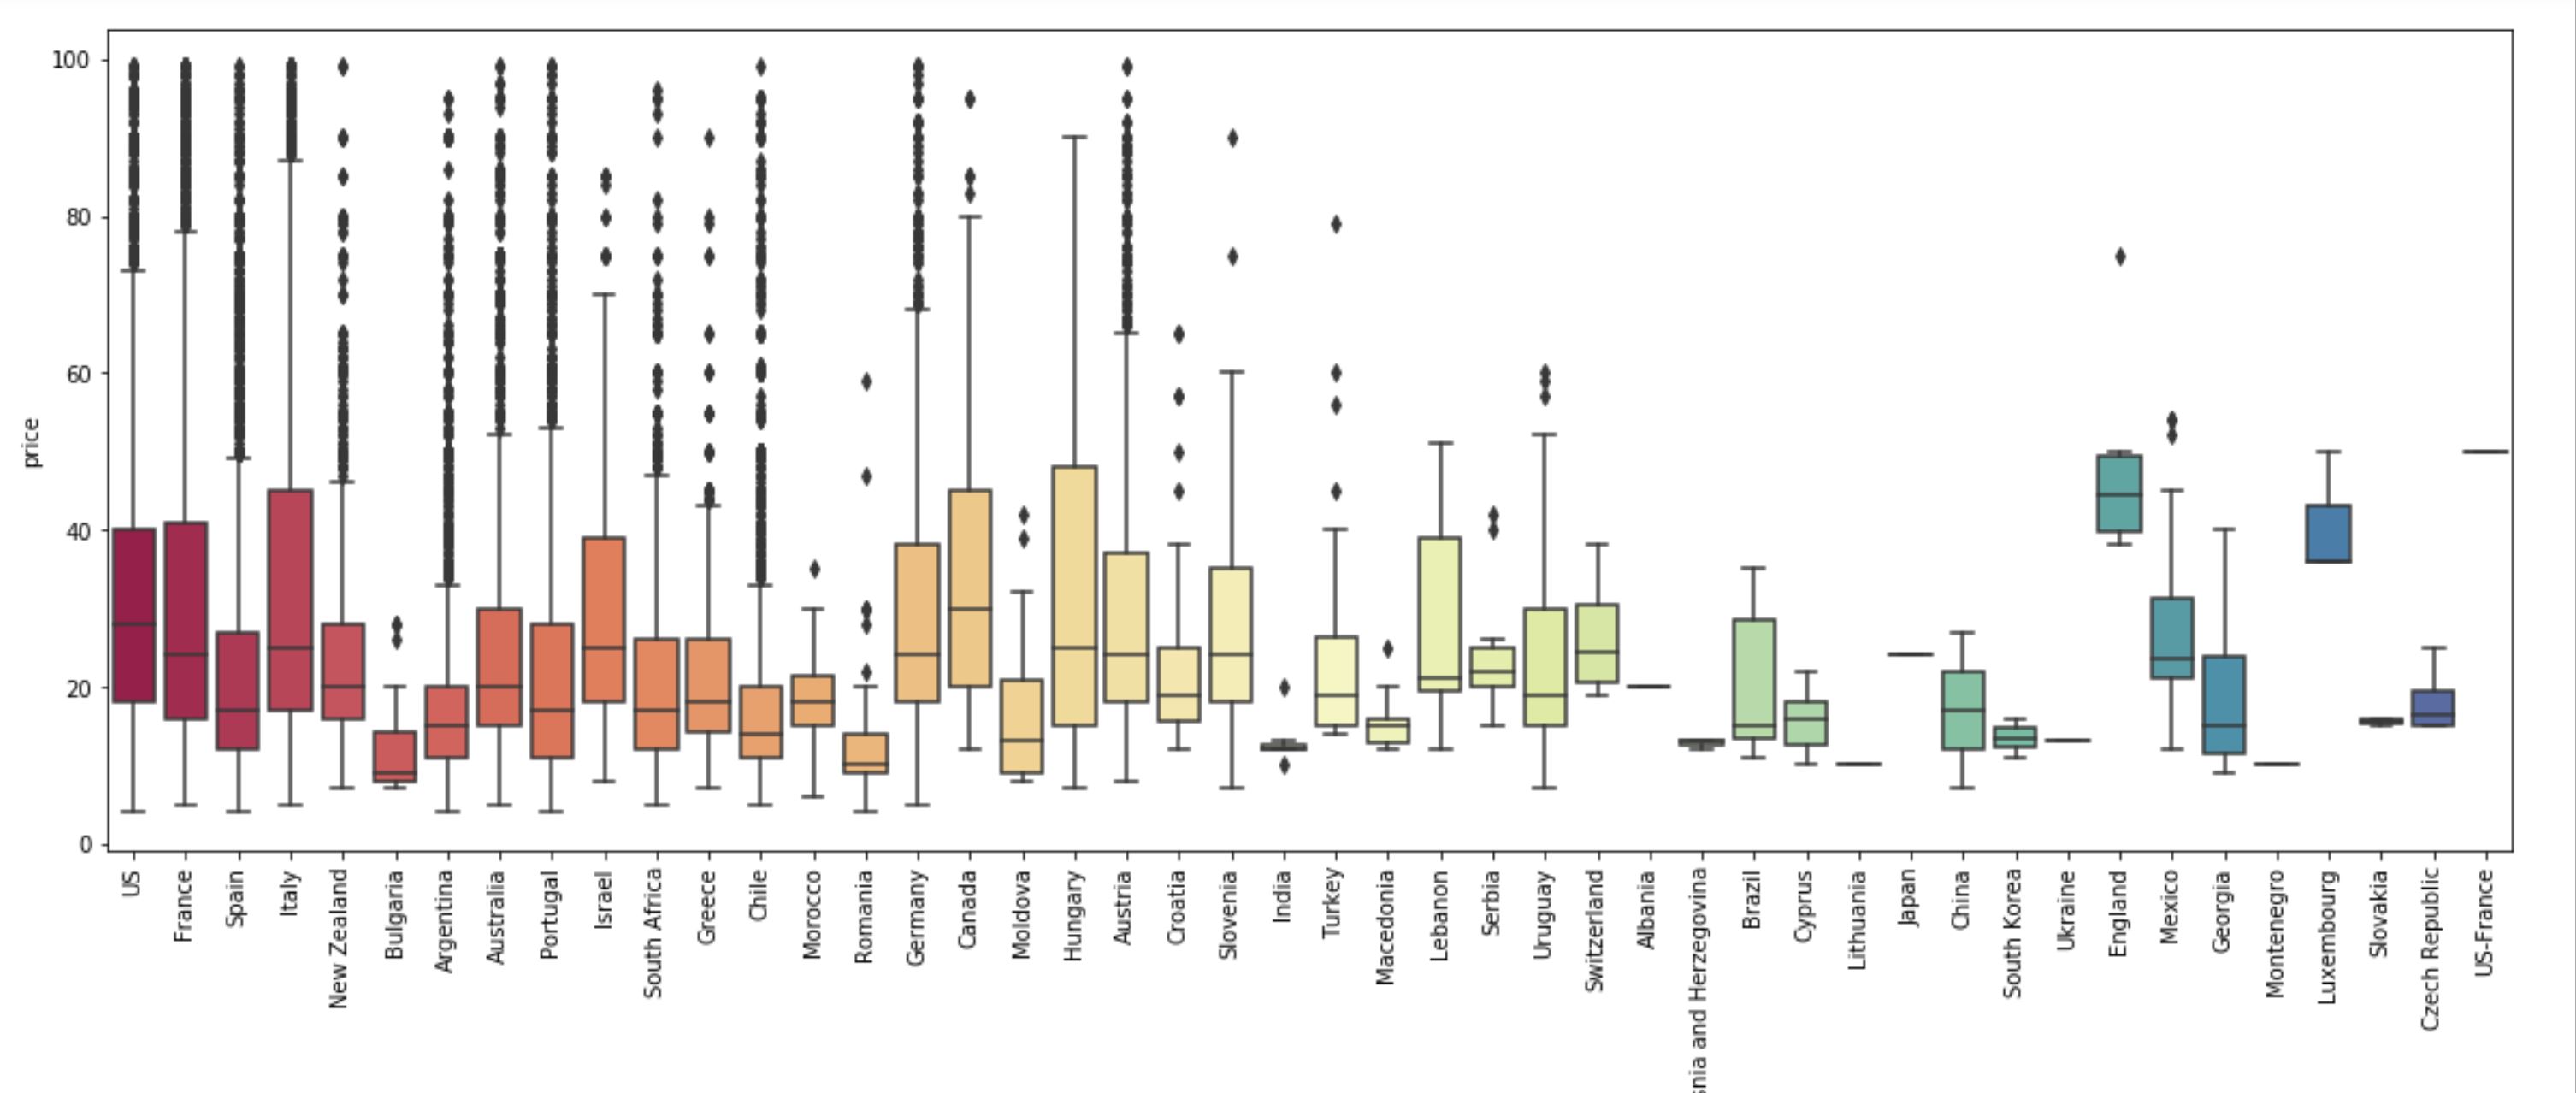 100
80
60
40
20
0
price
US
France
Spain
Italy
New Zealand
Bulgaria
Argentina
Australia
Portugal
Israel
South Africa
Greece
Chile
Morocco
Romania
Germany
Canada
Moldova
Hungary
Austria
Croatia
Slovenia
India
Turkey
Macedonia
Lebanon
Serbia
Uruguay
Switzerland
Albania
snia and Herzegovina
Brazil
Cyprus
Lithuania
Japan
China
South Korea
Ukraine
England
Mexico
Georgia
Montenegro
Luxembourg
Slovakia
Czech Republic
US-France